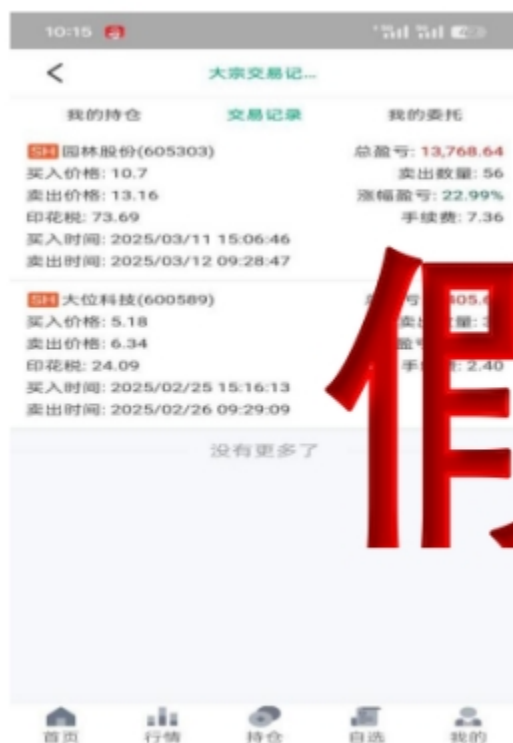 10:15
大宗交易记...
我的持仓 交易记录 我的委托
SH 园林股份(605303) 总盈亏: 13,768.64
买入价格: 10.7 卖出数量: 56
卖出价格: 13.16 涨幅盈亏: 22.99%
印花税: 73.69 手续费: 7.36
买入时间: 2025/03/11 15:06:46
卖出时间: 2025/03/12 09:28:47
SH 大位科技(600589)
买入价格: 5.18
卖出价格: 6.34
印花税: 24.09 2.40
买入时间: 2025/02/25 15:16:13
卖出时间: 2025/02/26 09:29:09
假
没有更多了
首页 行情 持仓 自选 我的